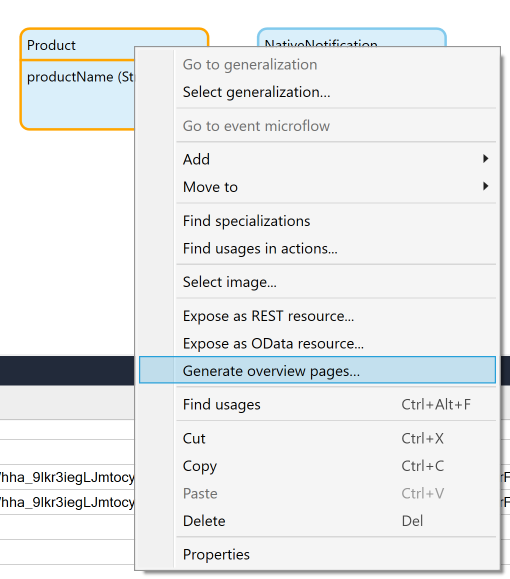 Product
NativeNotification
productName (St
Go to generalization
Select generalization...
Go to event microflow
Add
Move to
Find specializations
Find usages in actions...
Select image...
Expose as REST resource...
Expose as OData resource...
Generate overview pages...
Find usages Ctrl+Alt+F
Cut Ctrl+X
Copy Ctrl+C
Paste Ctrl+V
Delete Del
Properties